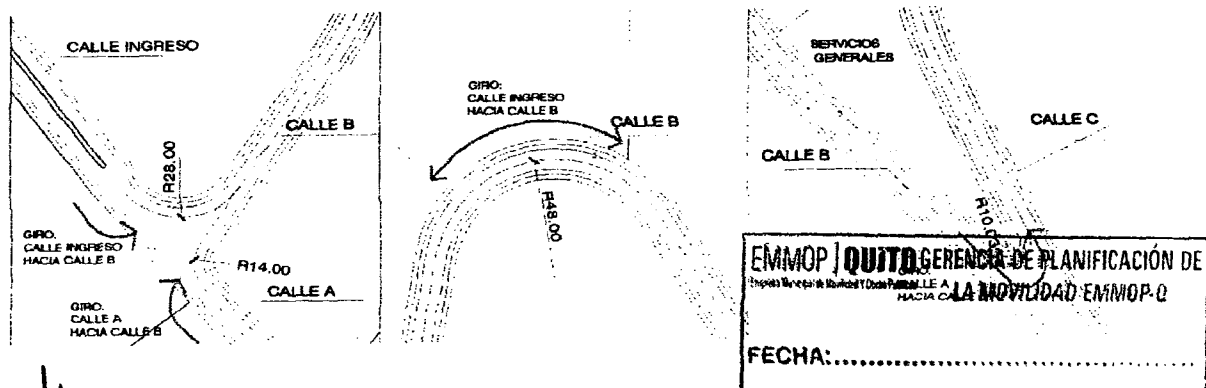 CALLE INGRESO
CALLE B
R28.00
GIRO:
CALLE INGRESO
HACIA CALLE B
R14.00
CALLE A
GIRO:
CALLE A
HACIA CALLE B
GIRO:
CALLE INGRESO
HACIA CALLE B
CALLE B
R48.00
SERVICIOS
GENERALES
CALLE C
CALLE B
EMMOP QUITO GERENCIA DE PLANIFICACIÓN DE
LA MOVILIDAD EMMOP-Q
CALLE A
HACIA
FECHA: